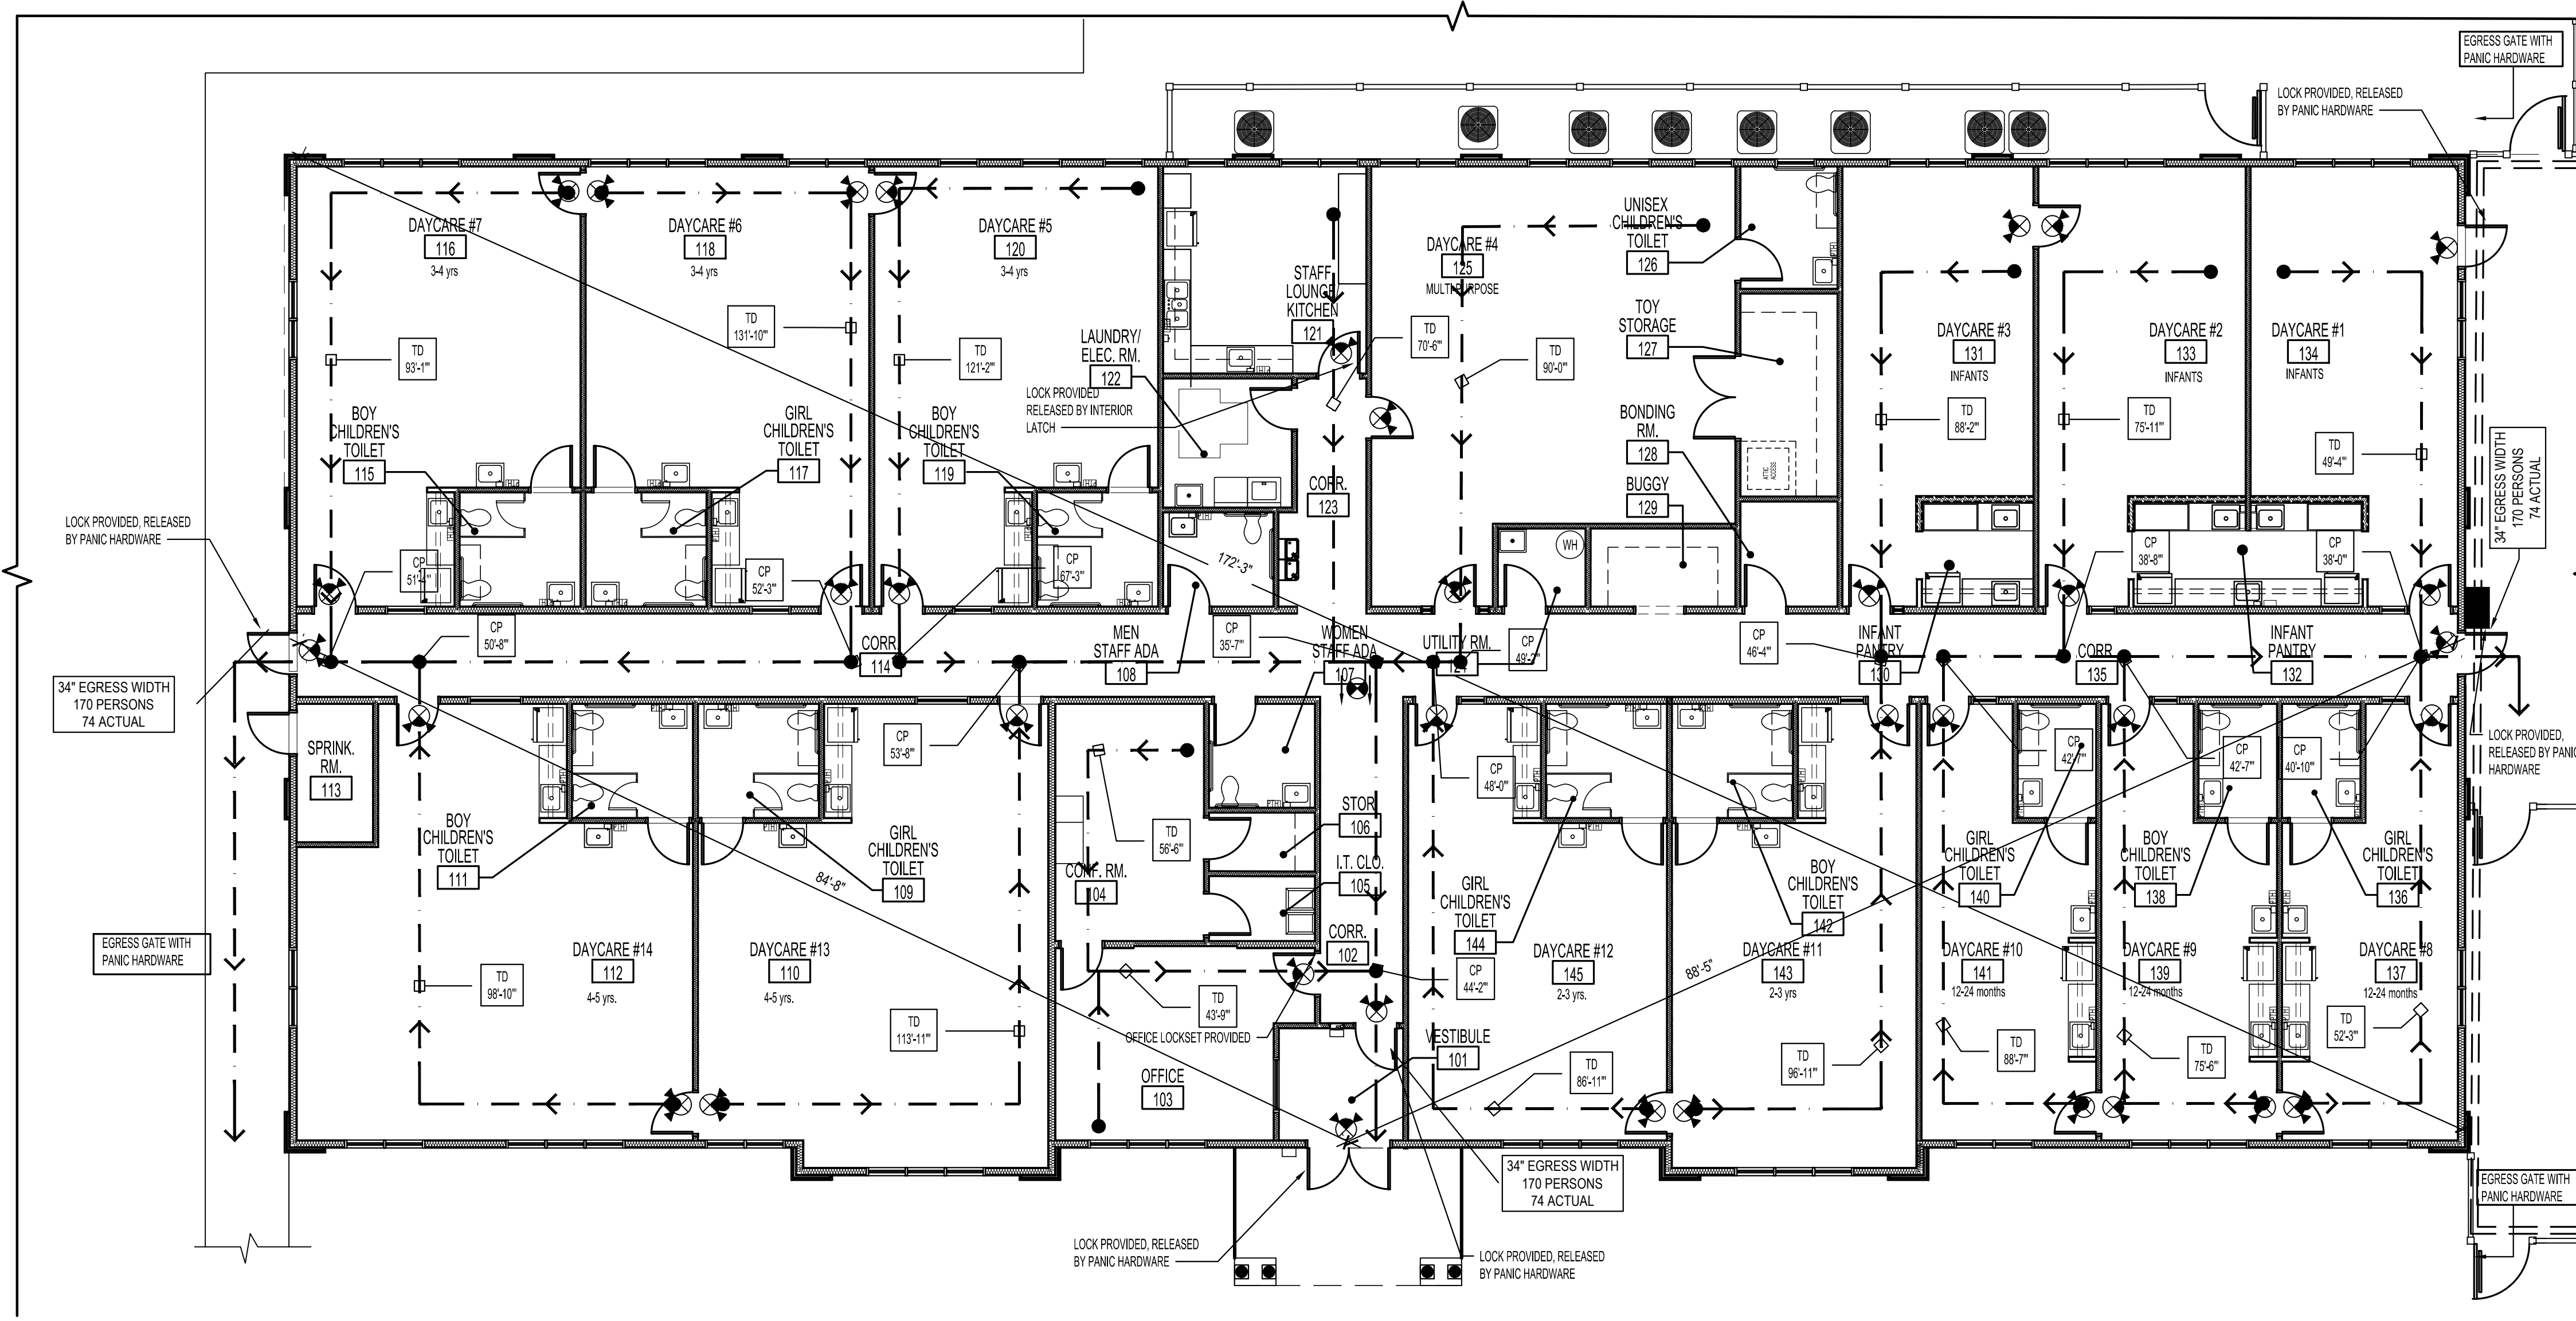 EGRESS GATE WITH
PANIC HARDWARE
LOCK PROVIDED, RELEASED
BY PANIC HARDWARE
DAYCARE #7
116
3-4 yrs
DAYCARE #6
118
3-4 yrs
DAYCARE #5
120
3-4 yrs
STAFF
LOUNGE
KITCHEN
121
DAYCARE #4
125
MULTI PURPOSE
UNISEX
CHILDREN'S
TOILET
126
TOY
STORAGE
127
DAYCARE #3
131
INFANTS
DAYCARE #2
133
INFANTS
DAYCARE #1
134
INFANTS
TD
93'-1"
TD
131'-10"
TD
121'-2"
LAUNDRY/
ELEC. RM.
122
TD
70'-6"
TD
90'-0"
LOCK PROVIDED
RELEASED BY INTERIOR
LATCH
BOY
CHILDREN'S
TOILET
115
GIRL
CHILDREN'S
TOILET
117
BOY
CHILDREN'S
TOILET
119
BONDING
RM.
128
BUGGY
129
ATTIC
ACCESS
TD
88'-2"
TD
75'-11"
TD
49'-4"
34" EGRESS WIDTH
170 PERSONS
74 ACTUAL
CORR.
123
LOCK PROVIDED, RELEASED
BY PANIC HARDWARE
CP
51'-4"
CP
52'-3"
CP
67'-3"
172'-3"
WH
CP
38'-8"
CP
38'-0"
CP
50'-8"
CORR.
114
MEN
STAFF ADA
108
CP
35'-7"
WOMEN
STAFF ADA
107
UTILITY RM.
124
CP
49'-2"
CP
46'-4"
INFANT
PANTRY
130
CORR.
135
INFANT
PANTRY
132
34" EGRESS WIDTH
170 PERSONS
74 ACTUAL
SPRINK.
RM.
113
CP
53'-8"
CP
48'-0"
CP
42'-7"
CP
42'-7"
CP
40'-10"
LOCK PROVIDED,
RELEASED BY PANIC
HARDWARE
BOY
CHILDREN'S
TOILET
111
GIRL
CHILDREN'S
TOILET
109
84'-8"
TD
56'-6"
CONF. RM.
104
STOR.
106
I.T. CLO.
105
GIRL
CHILDREN'S
TOILET
144
BOY
CHILDREN'S
TOILET
142
GIRL
CHILDREN'S
TOILET
140
BOY
CHILDREN'S
TOILET
138
GIRL
CHILDREN'S
TOILET
136
EGRESS GATE WITH
PANIC HARDWARE
DAYCARE #14
112
4-5 yrs.
DAYCARE #13
110
4-5 yrs.
CORR.
102
CP
44'-2"
DAYCARE #12
145
2-3 yrs.
88'-5"
DAYCARE #11
143
2-3 yrs
DAYCARE #10
141
12-24 months
DAYCARE #9
139
12-24 months
DAYCARE #8
137
12-24 months
TD
98'-10"
TD
113'-11"
TD
43'-9"
OFFICE LOCKSET PROVIDED
VESTIBULE
101
OFFICE
103
TD
86'-11"
TD
96'-11"
TD
88'-7"
TD
75'-6"
TD
52'-3"
34" EGRESS WIDTH
170 PERSONS
74 ACTUAL
EGRESS GATE WITH
PANIC HARDWARE
LOCK PROVIDED, RELEASED
BY PANIC HARDWARE
LOCK PROVIDED, RELEASED
BY PANIC HARDWARE